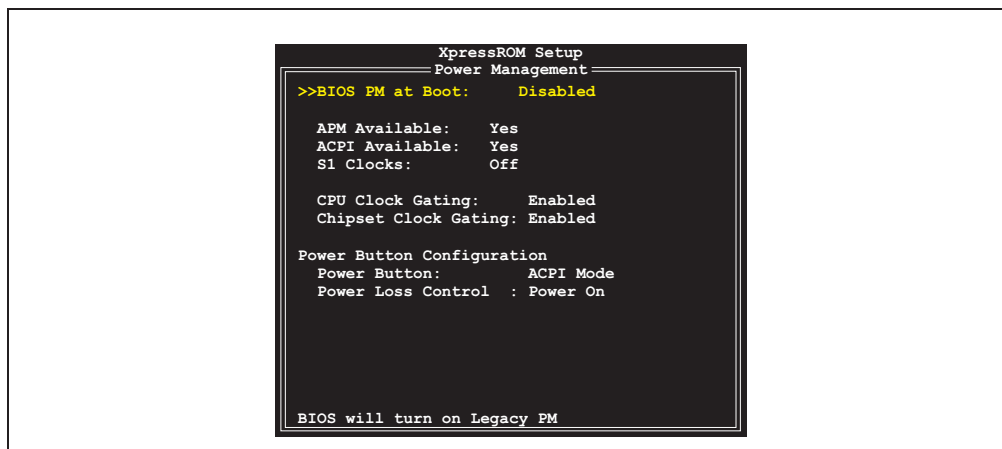 XpressROM Setup
Power Management
>>BIOS PM at Boot: Disabled
APM Available: Yes
ACPI Available: Yes
S1 Clocks: Off
CPU Clock Gating: Enabled
Chipset Clock Gating: Enabled
Power Button Configuration
Power Button: ACPI Mode
Power Loss Control : Power On
BIOS will turn on Legacy PM